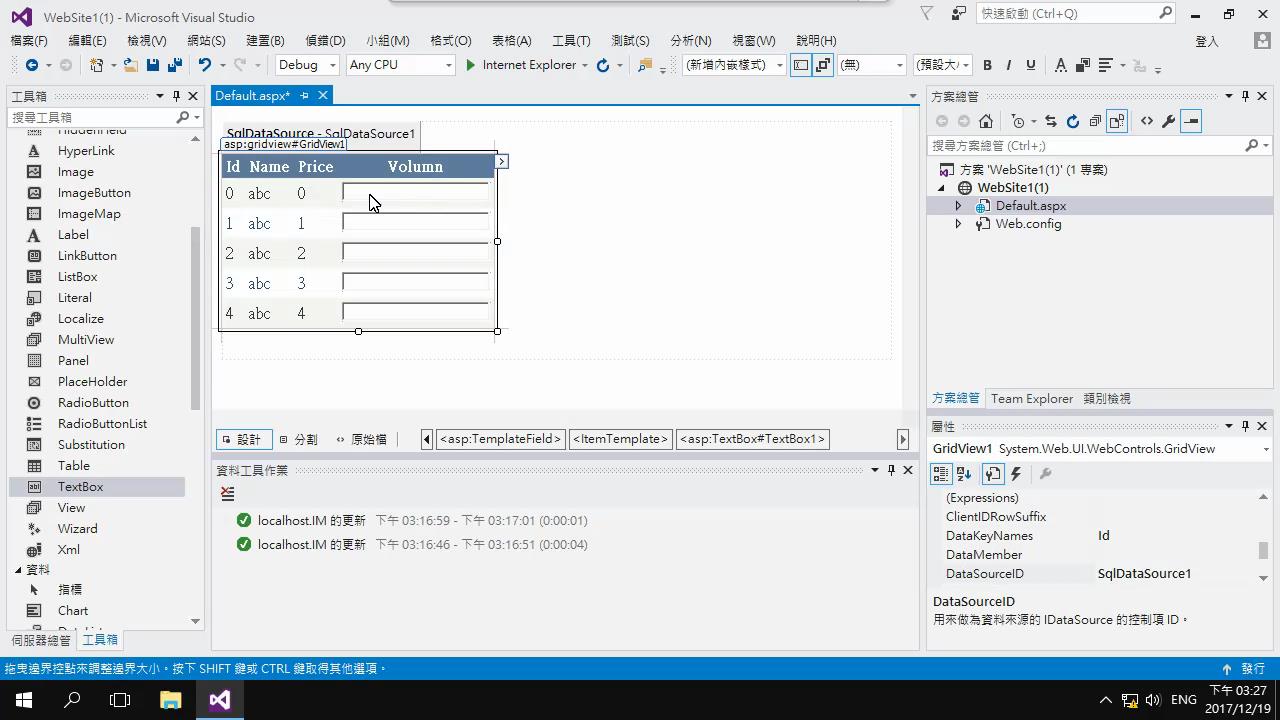 WebSite1(1) - Microsoft Visual Studio
快速啟動 (Ctrl+Q)
檔案(F) 編輯(E) 檢視(V) 網站(S) 建置(B) 偵錯(D) 小組(M) 格式(O) 表格(A) 工具(T) 測試(S) 分析(N) 視窗(W) 說明(H)
登入
Debug Any CPU Internet Explorer (新增內嵌樣式) (無) (預設大/ B I U A
工具箱
搜尋工具箱
HiddenField
HyperLink
Image
ImageButton
ImageMap
Label
LinkButton
ListBox
Literal
Localize
MultiView
Panel
PlaceHolder
RadioButton
RadioButtonList
Substitution
Table
TextBox
View
Wizard
Xml
資料
指標
Chart
伺服器總管 工具箱
Default.aspx*
SqlDataSource - SqlDataSource1
asp:gridview#GridView1
Id Name Price Volumn
0 abc 0
1 abc 1
2 abc 2
3 abc 3
4 abc 4
設計 分割 原始檔 <asp:TemplateField> <ItemTemplate> <asp:TextBox#TextBox1>
資料工具作業
localhost.IM 的更新 下午 03:16:59 - 下午 03:17:01 (0:00:01)
localhost.IM 的更新 下午 03:16:46 - 下午 03:16:51 (0:00:04)
方案總管
搜尋方案總管 (Ctrl+;)
方案 'WebSite1(1)' (1 專案)
WebSite1(1)
Default.aspx
Web.config
方案總管 Team Explorer 類別檢視
屬性
GridView1 System.Web.UI.WebControls.GridView
(Expressions)
ClientIDRowSuffix
DataKeyNames Id
DataMember
DataSourceID SqlDataSource1
DataSourceID
用來做為資料來源的 IDataSource 的控制項 ID。
拖曳邊界控點來調整邊界大小。按下 SHIFT 鍵或 CTRL 鍵取得其他選項。
發行
ENG
下午 03:27
2017/12/19